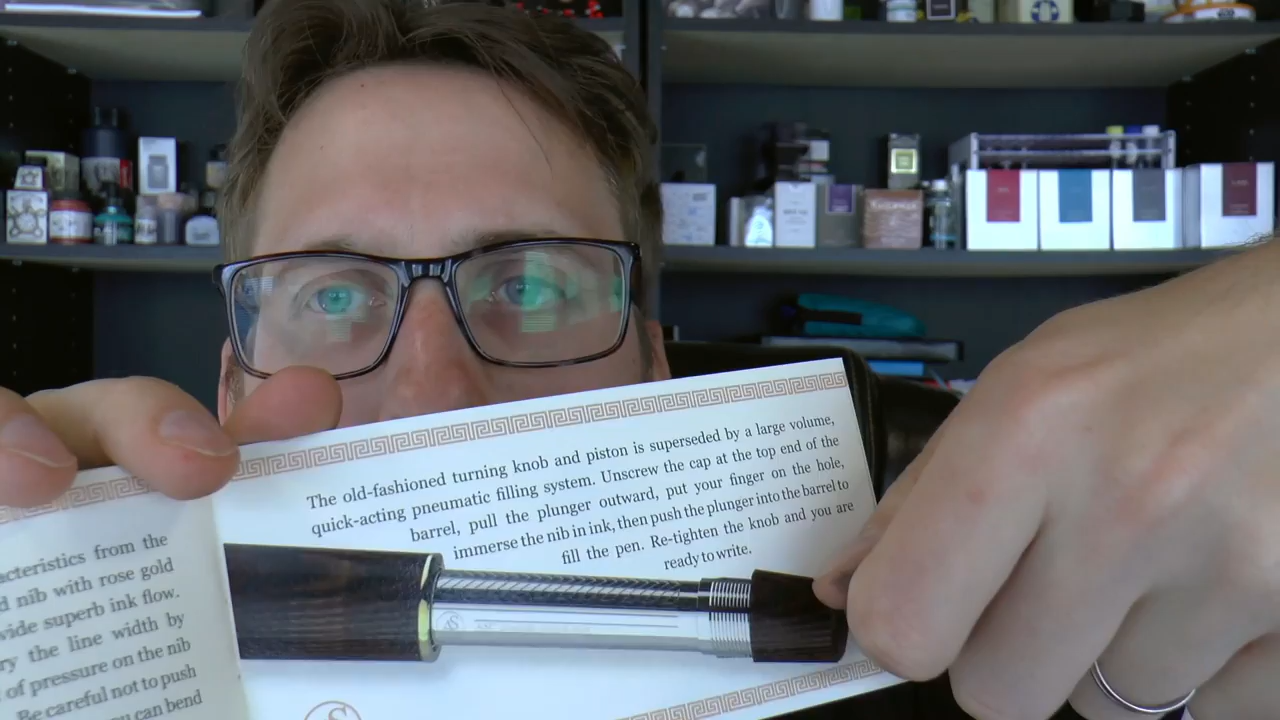 The old-fashioned turning knob and piston is superseded by a large volume,
quick-acting pneumatic filling system. Unscrew the cap at the top end of the
barrel, pull the plunger outward, put your finger on the hole,
immerse the nib in ink, then push the plunger into the barrel to
fill the pen. Re-tighten the knob and you are
ready to write.
acteristics from the
nib with rose gold
vide superb ink flow.
ry the line width by
of pressure on the nib
Be careful not to push
you can bend